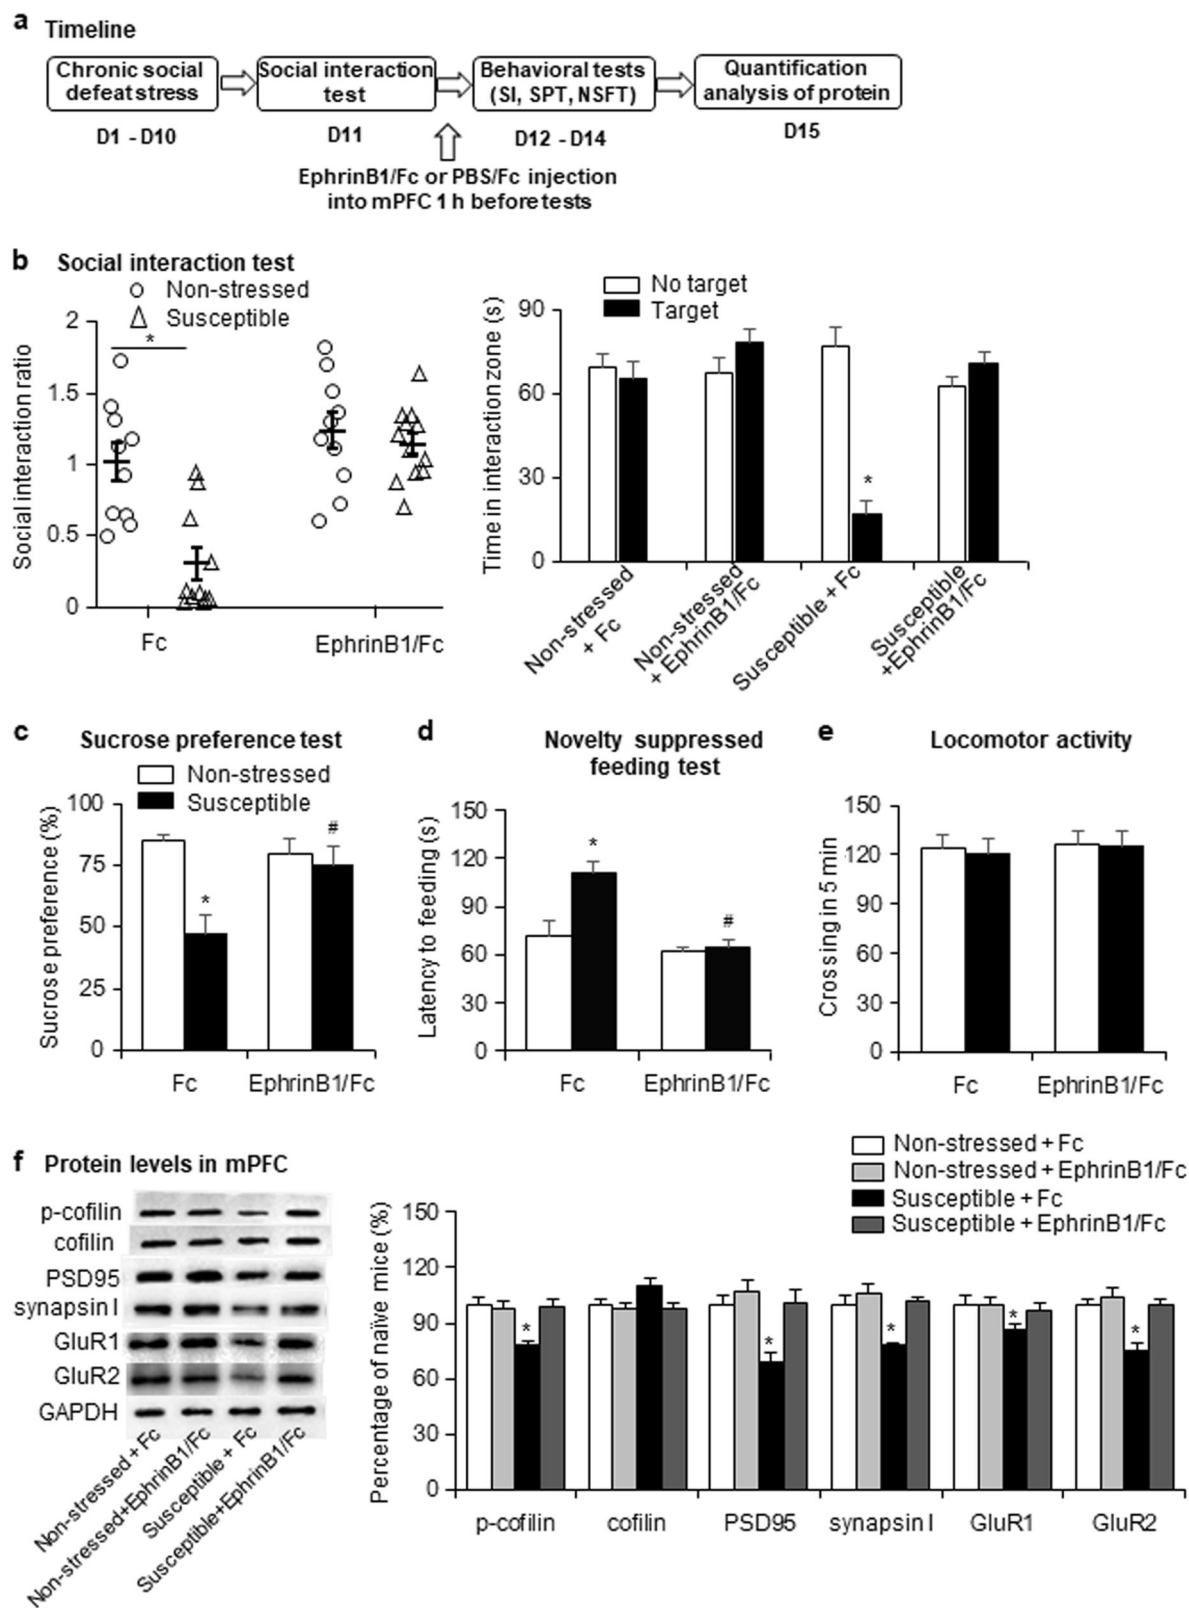 a Timeline
Chronic social
defeat stress
Social interaction
test
Behavioral tests
(SI, SPT, NSFT)
Quantification
analysis of protein
D1 - D10
D11
D12 - D14
D15
EphrinB1/Fc or PBS/Fc injection
into mPFC 1 h before tests
b Social interaction test
Non-stressed
Susceptible
Social interaction ratio
2
1.5
1
0.5
0
*
Fc
EphrinB1/Fc
No target
Target
Time in interaction zone (s)
90
60
30
0
*
Non-stressed
+ Fc
Non-stressed
+ EphrinB1/Fc
Susceptible + Fc
Susceptible
+EphrinB1/Fc
c Sucrose preference test
Non-stressed
Susceptible
Sucrose preference (%)
100
75
50
25
0
*
#
Fc
EphrinB1/Fc
d Novelty suppressed
feeding test
Latency to feeding (s)
150
120
90
60
30
0
*
#
Fc
EphrinB1/Fc
e Locomotor activity
Crossing in 5 min
150
120
90
60
30
0
Fc
EphrinB1/Fc
f Protein levels in mPFC
p-cofilin
cofilin
PSD95
synapsin I
GluR1
GluR2
GAPDH
Non-stressed + Fc
Non-stressed+EphrinB1/Fc
Susceptible + Fc
Susceptible+EphrinB1/Fc
Non-stressed + Fc
Non-stressed + EphrinB1/Fc
Susceptible + Fc
Susceptible + EphrinB1/Fc
Percentage of naïve mice (%)
150
120
90
60
30
0
*
*
*
*
*
p-cofilin
cofilin
PSD95
synapsin I
GluR1
GluR2